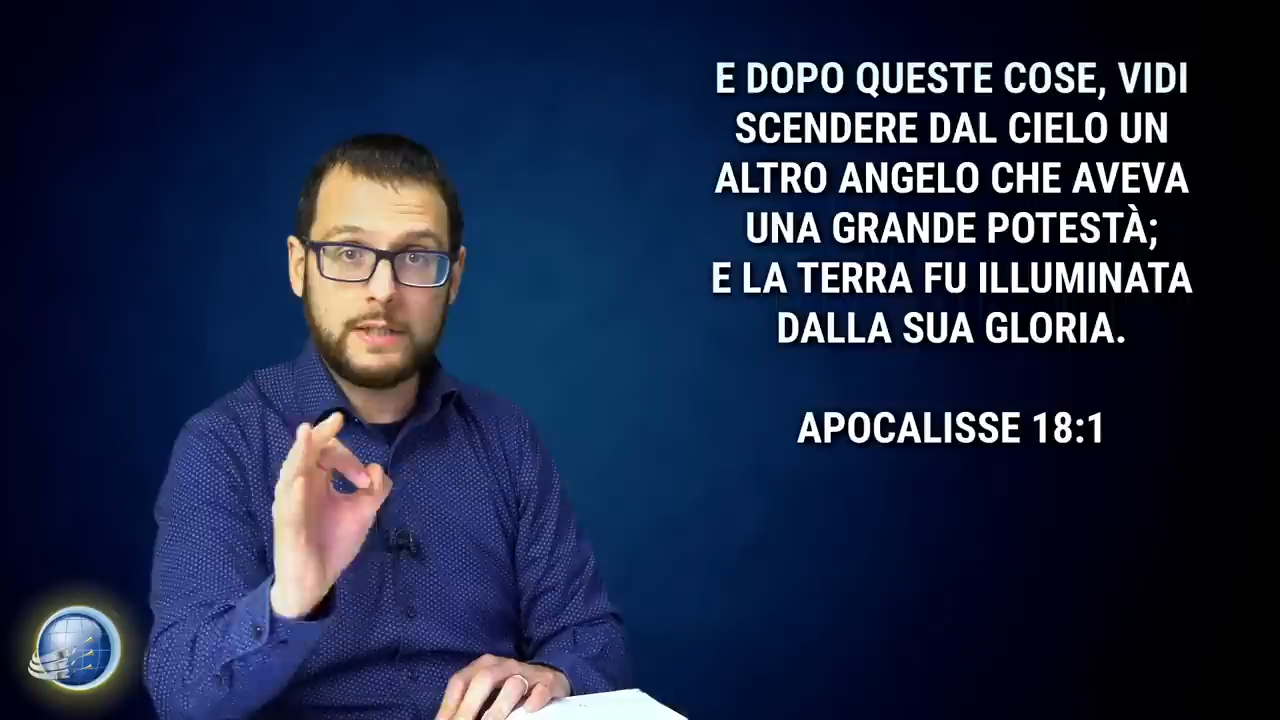 E DOPO QUESTE COSE, VIDI
SCENDERE DAL CIELO UN
ALTRO ANGELO CHE AVEVA
UNA GRANDE POTESTÀ;
E LA TERRA FU ILLUMINATA
DALLA SUA GLORIA.
APOCALISSE 18:1